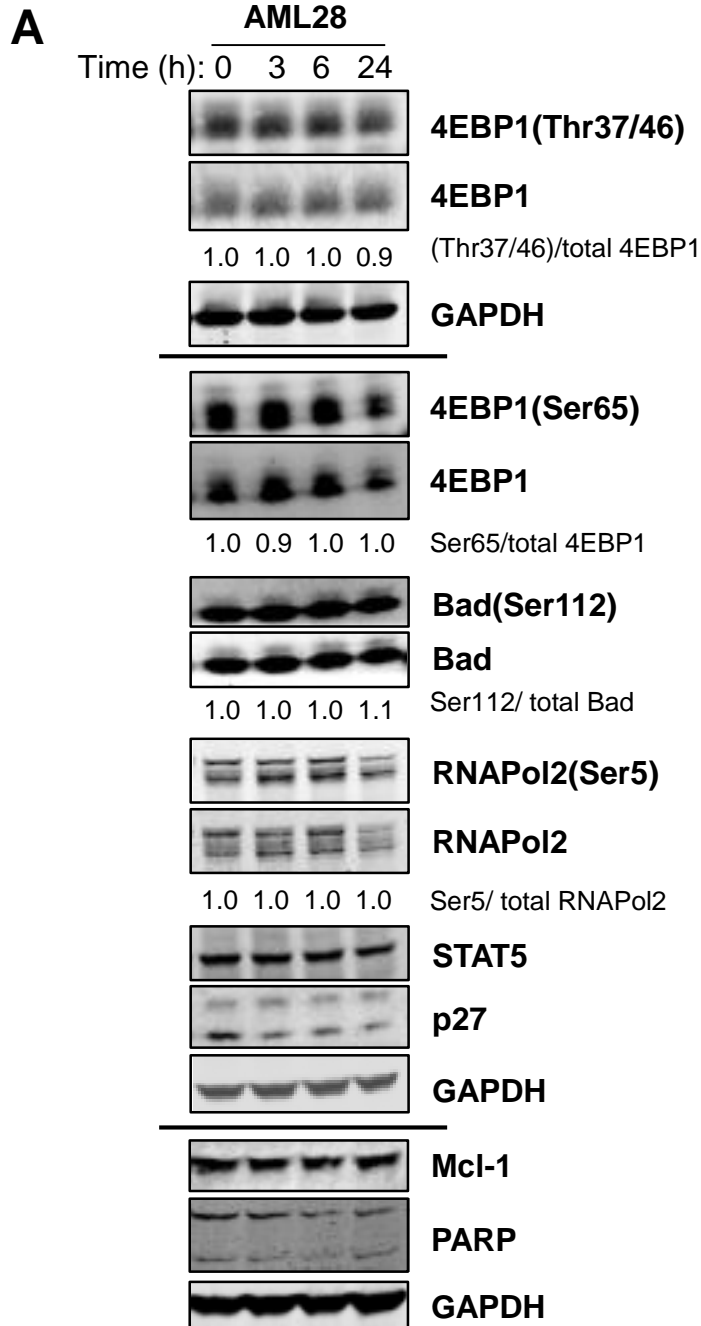 A
AML28
Time (h): 0 3 6 24
4EBP1(Thr37/46)
4EBP1
1.0 1.0 1.0 0.9 (Thr37/46)/total 4EBP1
GAPDH
4EBP1(Ser65)
4EBP1
1.0 0.9 1.0 1.0 Ser65/total 4EBP1
Bad(Ser112)
Bad
1.0 1.0 1.0 1.1 Ser112/ total Bad
RNAPol2(Ser5)
RNAPol2
1.0 1.0 1.0 1.0 Ser5/ total RNAPol2
STAT5
p27
GAPDH
Mcl-1
PARP
GAPDH